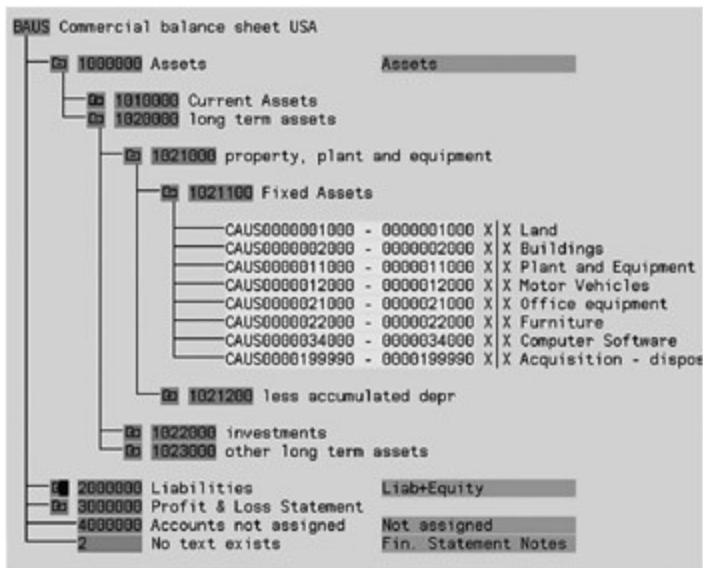 BAUS Commercial balance sheet USA
1000000 Assets Assets
1010000 Current Assets
1020000 long term assets
1021000 property, plant and equipment
1021100 Fixed Assets
CAUS0000001000 - 0000001000 X X Land
CAUS0000002000 - 0000002000 X X Buildings
CAUS0000011000 - 0000011000 X X Plant and Equipment
CAUS0000012000 - 0000012000 X X Motor Vehicles
CAUS0000021000 - 0000021000 X X Office equipment
CAUS0000022000 - 0000022000 X X Furniture
CAUS0000034000 - 0000034000 X X Computer Software
CAUS0000199990 - 0000199990 X X Acquisition - dispos
1021200 less accumulated depr
1022000 investments
1023000 other long term assets
2000000 Liabilities Liab+Equity
3000000 Profit & Loss Statement
4000000 Accounts not assigned Not assigned
2 No text exists Fin. Statement Notes